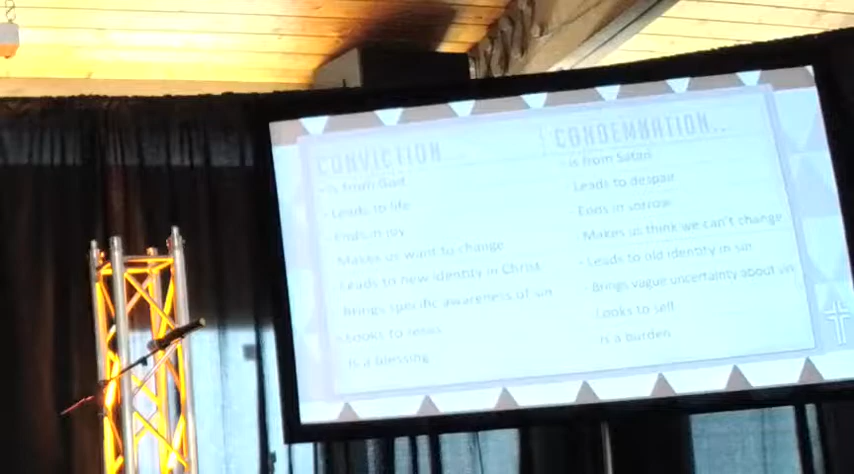 CONVICTION
- Is from God
- Leads to life
Ends in joy
Makes us want to change
Leads to new identity in Christ
Brings specific awareness of sin
Looks to Jesus
Is a blessing
CONDEMNATION...
- is from Satan
Leads to despair
Ends in sorrow
Makes us think we can't change
- Leads to old identity in sin
Brings vague uncertainty about sin
Looks to self
Is a burden